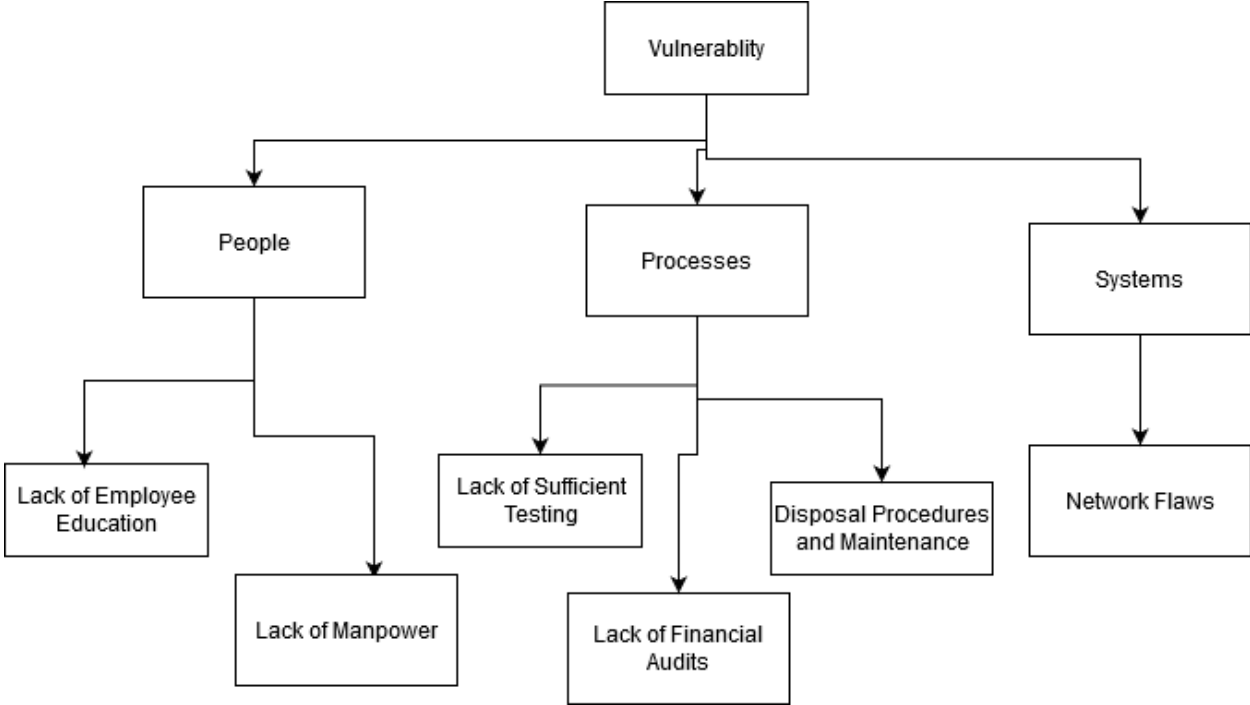 Vulnerablity
People
Processes
Systems
Lack of Employee
Education
Lack of Manpower
Lack of Sufficient
Testing
Lack of Financial
Audits
Disposal Procedures
and Maintenance
Network Flaws